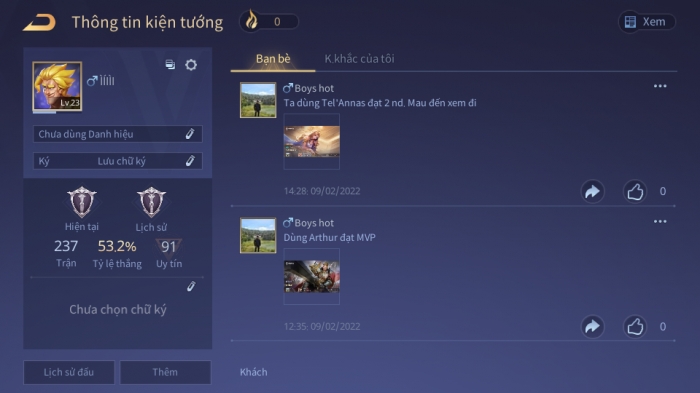 Thông tin kiện tướng
0
Xem
Bạn bè
K.khắc của tôi
Lv.23
Chưa dùng Danh hiệu
Ký
Lưu chữ ký
Hiện tại
Lịch sử
237
53,2%
91
Trận
Tỷ lệ thắng
Uy tín
Chưa chọn chữ ký
Lịch sử đấu
Thêm
Boys hot
Ta dùng Tel'Annas đạt 2 nd. Mau đến xem đi
14:28: 09/02/2022
0
Boys hot
Dùng Arthur đạt MVP
12:35: 09/02/2022
0
Khách